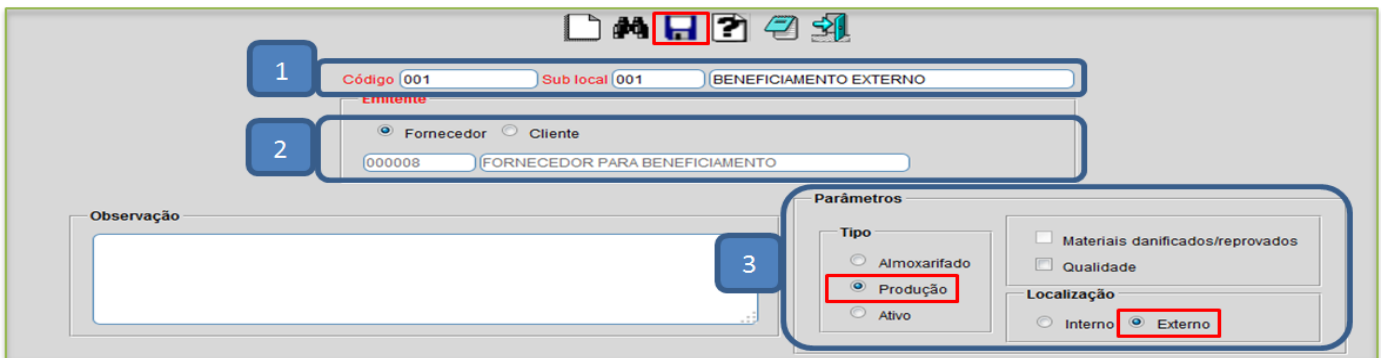 1
Código 001 Sub local 001 BENEFICIAMENTO EXTERNO
Emitente
2
Fornecedor Cliente
000008 FORNECEDOR PARA BENEFICIAMENTO
Observação
3
Parâmetros
Tipo
Almoxarifado
Produção
Ativo
Materiais danificados/reprovados
Qualidade
Localização
Interno Externo